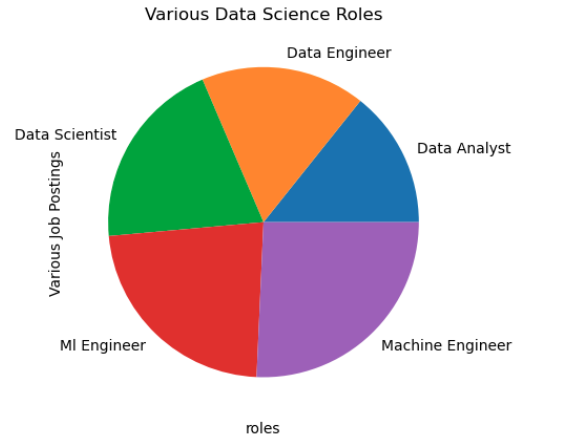 Various Data Science Roles
Data Engineer
Data Scientist
Data Analyst
Various Job Postings
Ml Engineer
Machine Engineer
roles